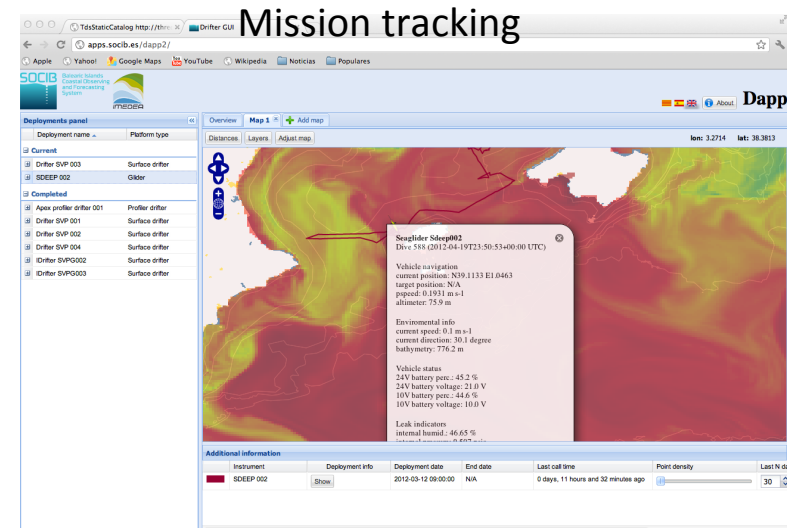 Mission tracking
TdsStaticCatalog http://thre
Drifter GUI
apps.socib.es/dapp2/
Apple Yahoo! Google Maps YouTube Wikipedia Noticias Populares
SOCIB Balearic Islands
Coastal Observing
and Forecasting
System
imedea
About Dapp
Deployments panel
Deployment name Platform type
Current
Drifter SVP 003 Surface drifter
SDEEP 002 Glider
Completed
Apex profiler drifter 001 Profiler drifter
Drifter SVP 001 Surface drifter
Drifter SVP 002 Surface drifter
Drifter SVP 004 Surface drifter
IDrifter SVPG002 Surface drifter
IDrifter SVPG003 Surface drifter
Overview Map 1 Add map
Distances Layers Adjust map lon: 3.2714 lat: 38.3813
Seaglider Sdeep002
Dive 588 (2012-04-19T23:50:53+00:00 UTC)
Vehicle navigation
current position: N39.1133 E1.0463
target position: N/A
pspeed: 0.1931 m s-1
altimeter: 75.9 m
Enviromental info
current speed: 0.1 m s-1
current direction: 30.1 degree
bathymetry: 776.2 m
Vehicle status
24V battery perc.: 45.2 %
24V battery voltage: 21.0 V
10V battery perc.: 44.6 %
10V battery voltage: 10.0 V
Leak indicators
internal humid.: 46.65 %
Additional information
Instrument Deployment info Deployment date End date Last call time Point density Last N da
SDEEP 002 Show 2012-03-12 09:00:00 N/A 0 days, 11 hours and 32 minutes ago 30